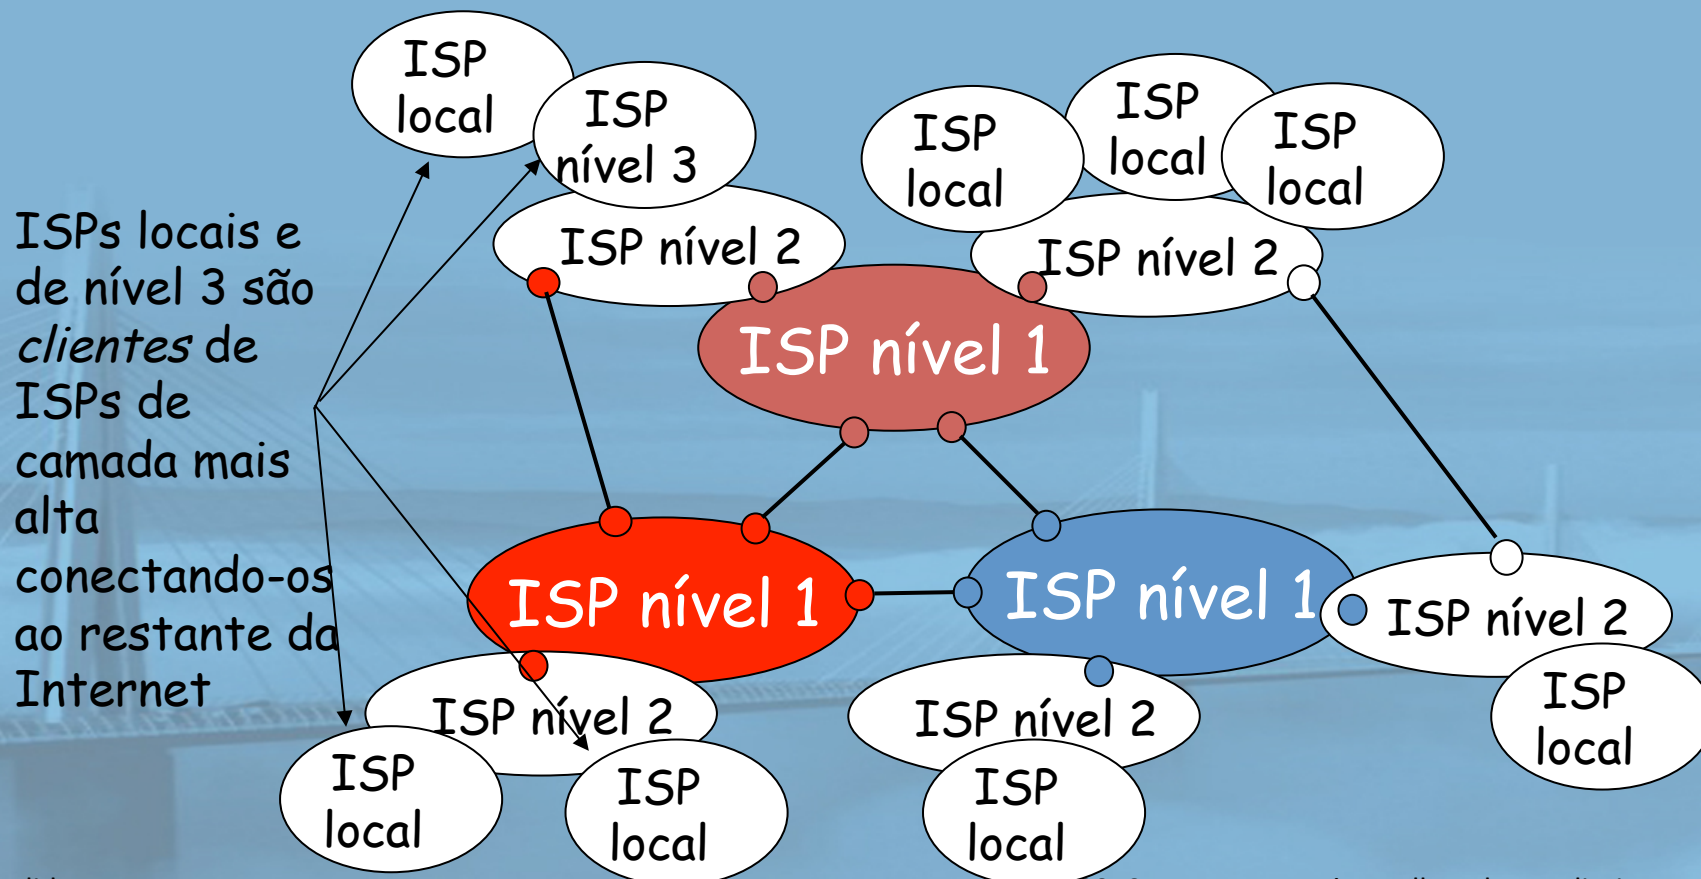 ISPs locais e
de nível 3 são
clientes de
ISPs de
camada mais
alta
conectando-os
ao restante da
Internet
ISP
local
ISP
nível 3
ISP nível 2
ISP
local
ISP
local
ISP
local
ISP nível 2
ISP nível 1
ISP nível 1
ISP nível 1
ISP nível 2
ISP
local
ISP nível 2
ISP
local
ISP
local
ISP nível 2
ISP
local